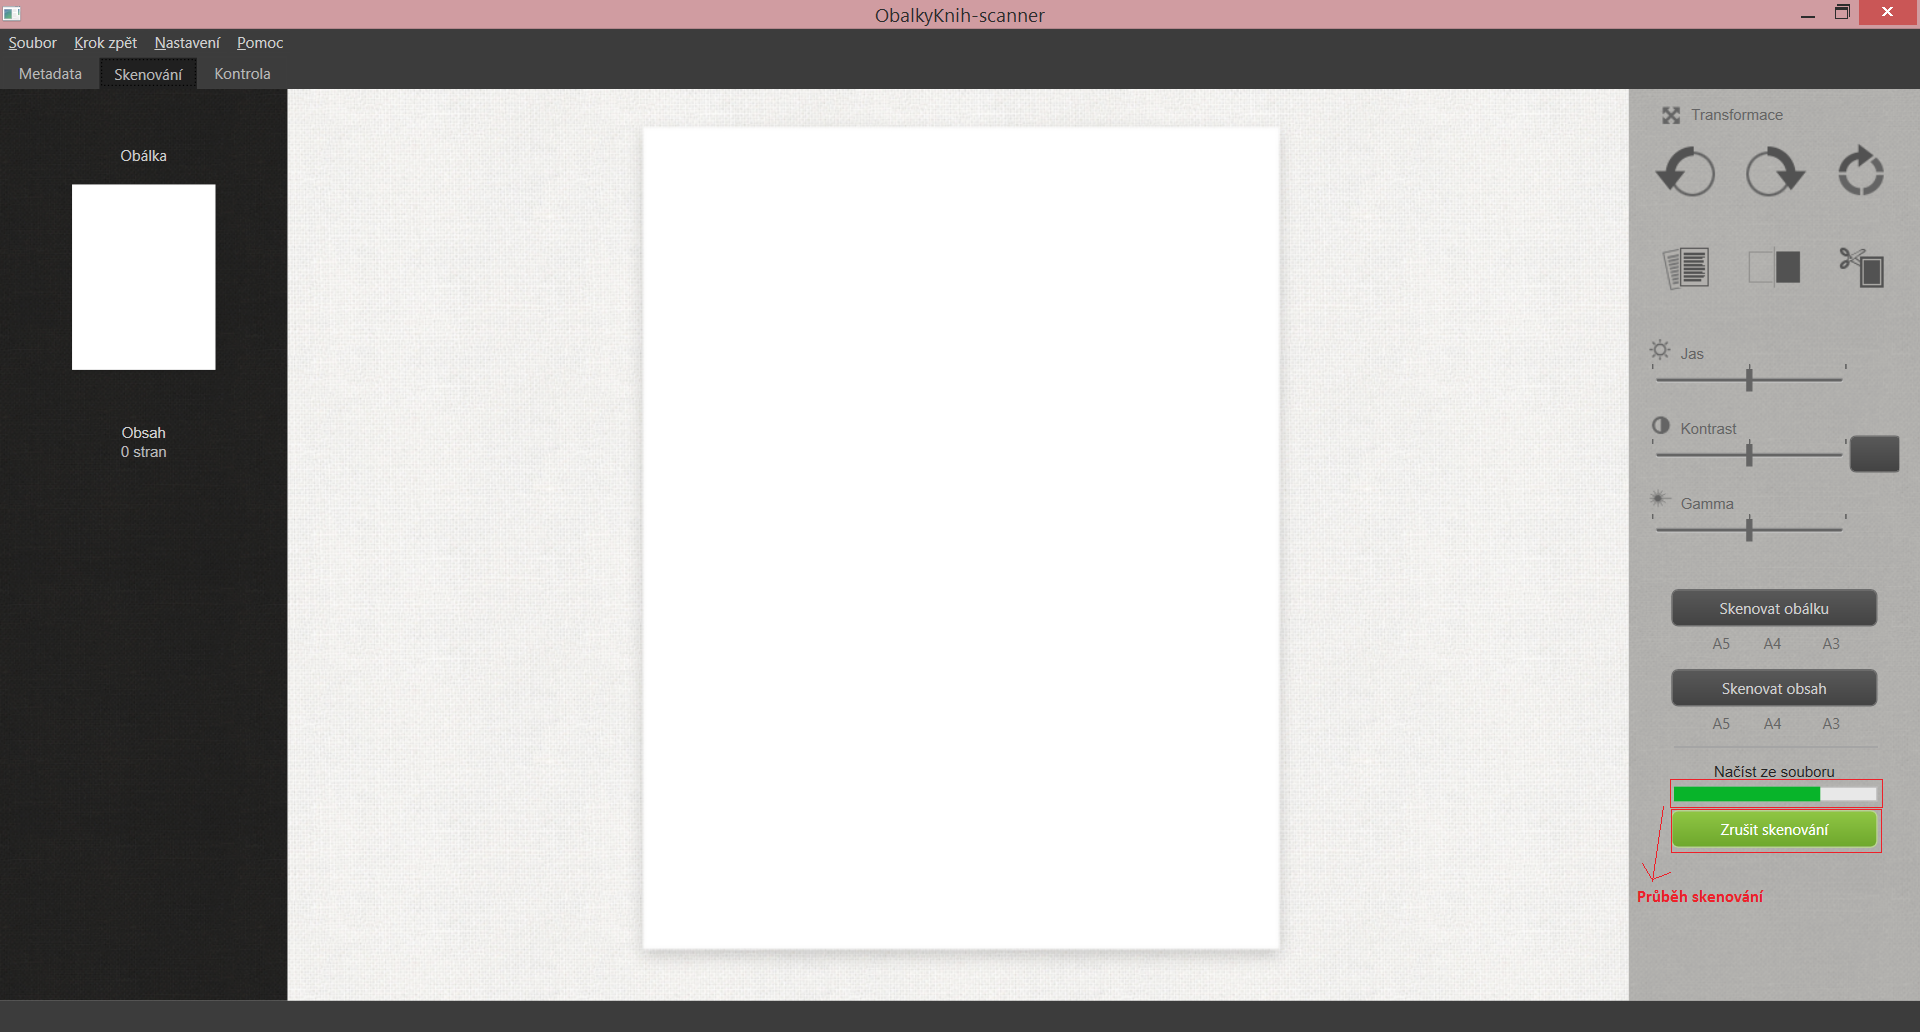 ObalkyKnih-scanner
Soubor Krok zpět Nastavení Pomoc
Metadata Skenování Kontrola
Obálka
Obsah
0 stran
Transformace
Jas
Kontrast
Gamma
Skenovat obálku
A5 A4 A3
Skenovat obsah
A5 A4 A3
Načíst ze souboru
Zrušit skenování
Průběh skenování